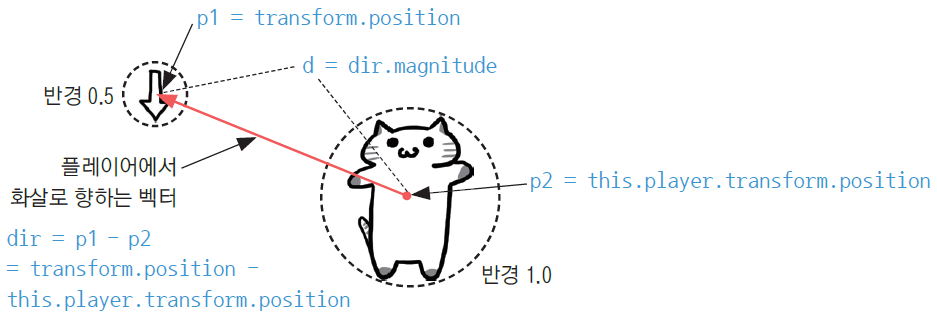 p1 = transform.position
d = dir.magnitude
반경 0.5
플레이어에서
화살로 향하는 벡터
p2 = this.player.transform.position
dir = p1 − p2
= transform.position −
this.player.transform.position
반경 1.0